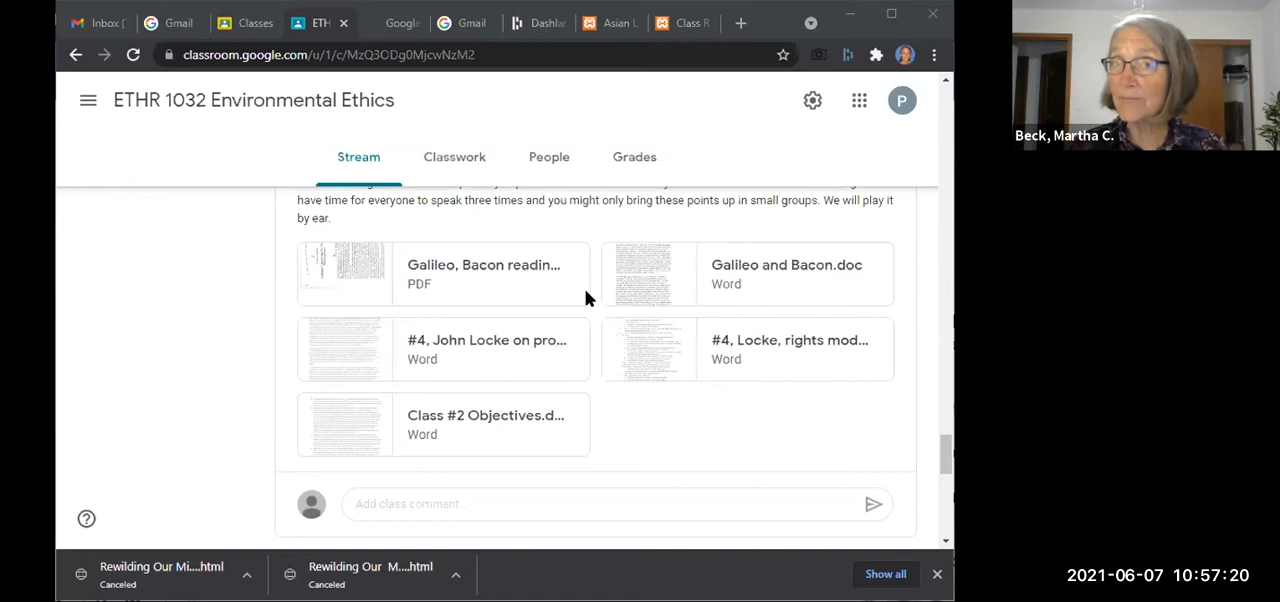 Inbox (
Gmail
Classes
ETH
Google
Gmail
Dashlar
Asian L
Class R
classroom.google.com/u/1/c/MzQ3ODg0MjcwNzM2
ETHR 1032 Environmental Ethics
P
Stream
Classwork
People
Grades
have time for everyone to speak three times and you might only bring these points up in small groups. We will play it
by ear.
Galileo, Bacon readin...
PDF
Galileo and Bacon.doc
Word
#4, John Locke on pro...
Word
#4, Locke, rights mod...
Word
Class #2 Objectives.d...
Word
Add class comment...
Rewilding Our Mi....html
Canceled
Rewilding Our M....html
Canceled
Show all
Beck, Martha C.
2021-06-07 10:57:20